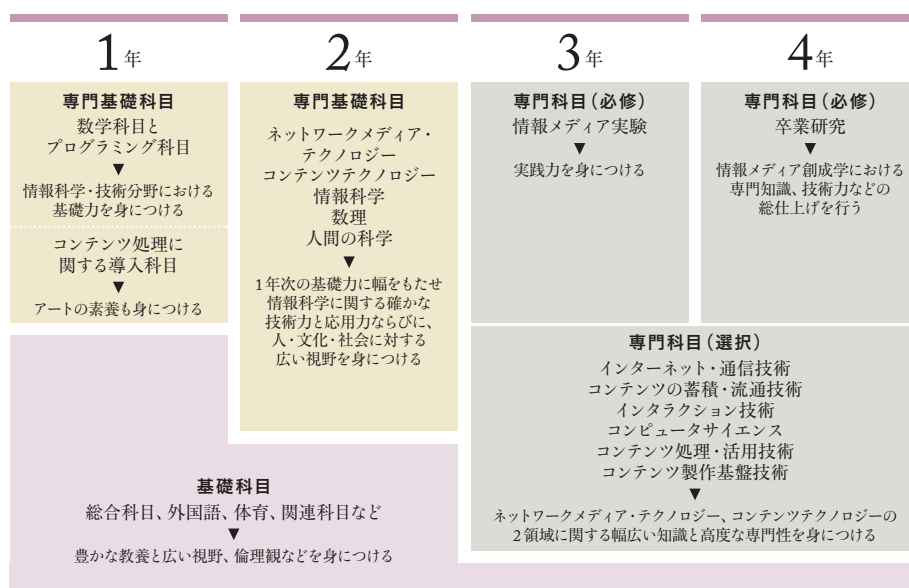 1年
専門基礎科目
数学科目と
プログラミング科目
▼
情報科学・技術分野における
基礎力を身につける
コンテンツ処理に
関する導入科目
▼
アートの素養も身につける
2年
専門基礎科目
ネットワークメディア・
テクノロジー
コンテンツテクノロジー
情報科学
数理
人間の科学
▼
1年次の基礎力に幅をもたせ
情報科学に関する確かな
技術力と応用力ならびに、
人・文化・社会に対する
広い視野を身につける
3年
専門科目（必修）
情報メディア実験
▼
実践力を身につける
4年
専門科目（必修）
卒業研究
▼
情報メディア創成学における
専門知識、技術力などの
総仕上げを行う
専門科目（選択）
インターネット・通信技術
コンテンツの蓄積・流通技術
インタラクション技術
コンピュータサイエンス
コンテンツ処理・活用技術
コンテンツ製作基盤技術
▼
ネットワークメディア・テクノロジー、コンテンツテクノロジーの
2領域に関する幅広い知識と高度な専門性を身につける
基礎科目
総合科目、外国語、体育、関連科目など
▼
豊かな教養と広い視野、倫理観などを身につける